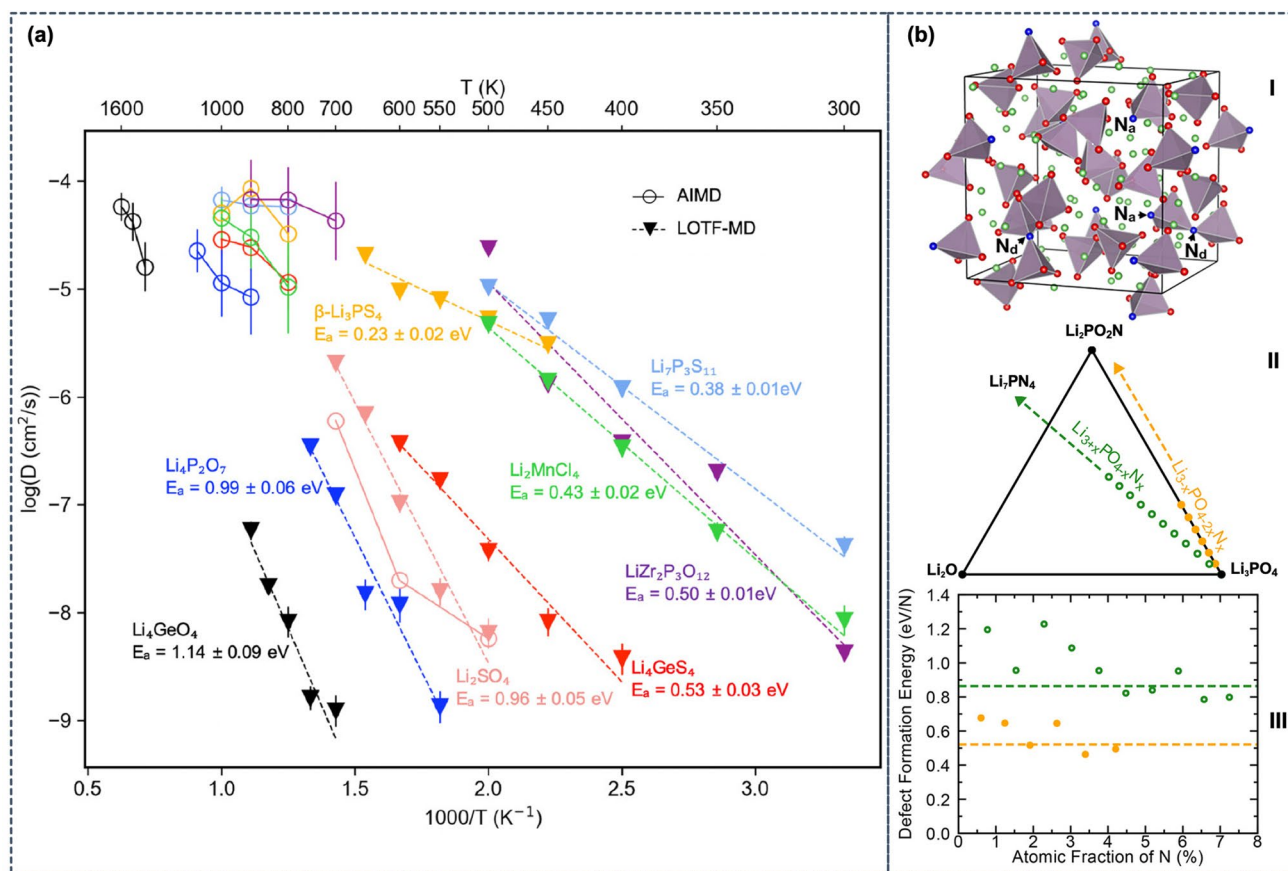 (a)
T (K)
1600 1000 800 700 600 550 500 450 400 350 300
−4
−5
−6
−7
−8
−9
log(D (cm²/s))
AIMD
LOTF-MD
β-Li₃PS₄
Eₐ = 0.23 ± 0.02 eV
Li₇P₃S₁₁
Eₐ = 0.38 ± 0.01eV
Li₄P₂O₇
Eₐ = 0.99 ± 0.06 eV
Li₂MnCl₄
Eₐ = 0.43 ± 0.02 eV
LiZr₂P₃O₁₂
Eₐ = 0.50 ± 0.01eV
Li₄GeO₄
Eₐ = 1.14 ± 0.09 eV
Li₂SO₄
Eₐ = 0.96 ± 0.05 eV
Li₄GeS₄
Eₐ = 0.53 ± 0.03 eV
0.5 1.0 1.5 2.0 2.5 3.0
1000/T (K⁻¹)
(b)
I
Nₐ
Nₐ
N_d
N_d
II
Li₂PO₂N
Li₇PN₄
Li₃₊ₓPO₄₋ₓNₓ
Li₃₋ₓPO₄₋₂ₓNₓ
Li₂O
Li₃PO₄
III
Defect Formation Energy (eV/N)
1.4
1.2
1.0
0.8
0.6
0.4
0.2
0.0
0 1 2 3 4 5 6 7 8
Atomic Fraction of N (%)